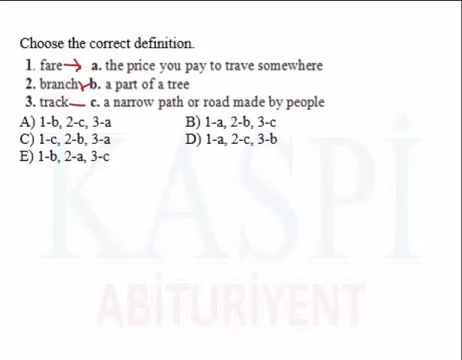 Choose the correct definition.
1. fare a. the price you pay to trave somewhere
2. branch b. a part of a tree
3. track c. a narrow path or road made by people
A) 1-b, 2-c, 3-a B) 1-a, 2-b, 3-c
C) 1-c, 2-b, 3-a D) 1-a, 2-c, 3-b
E) 1-b, 2-a, 3-c
KASPİ
ABİTURİYENT